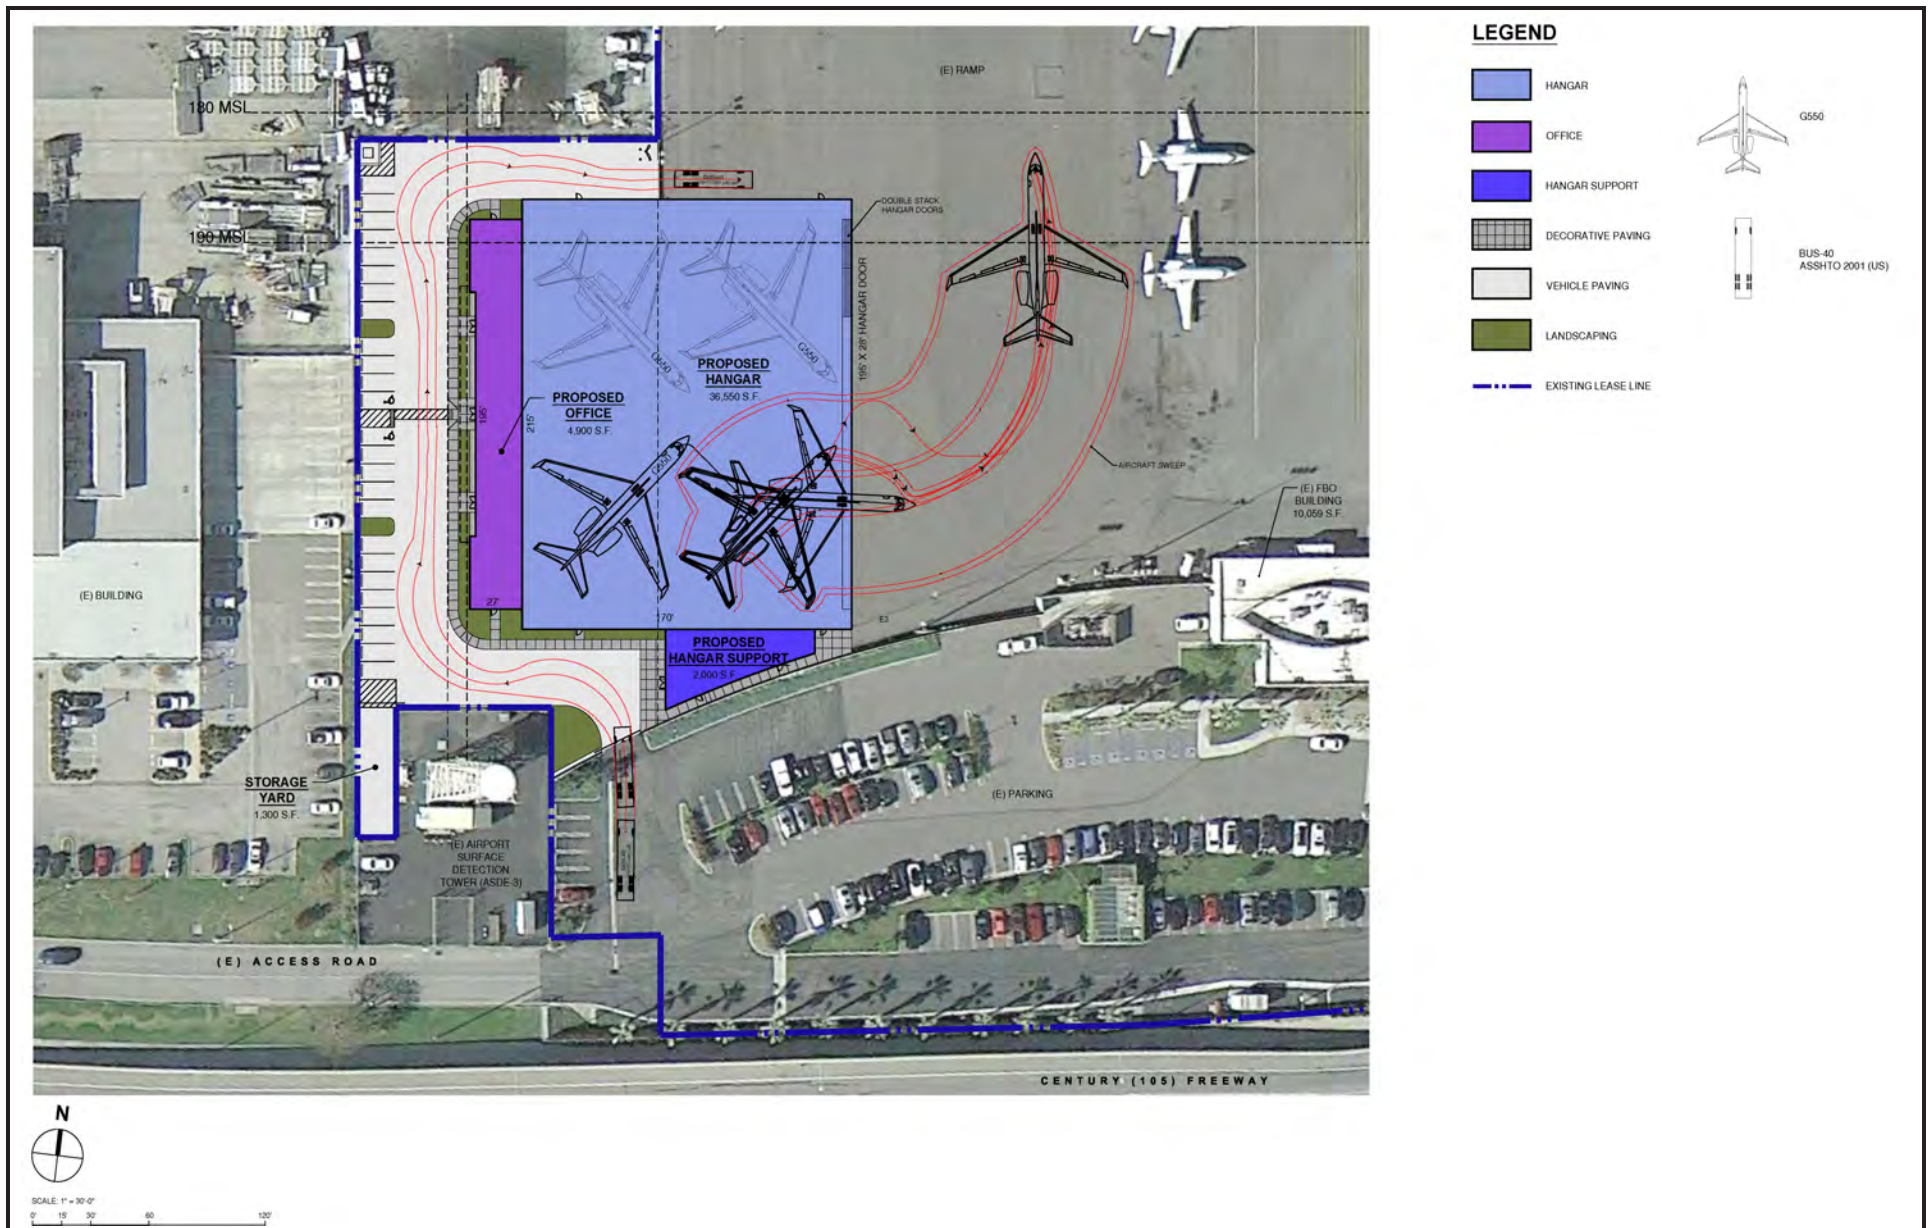 LEGEND
HANGAR
OFFICE
HANGAR SUPPORT
DECORATIVE PAVING
VEHICLE PAVING
LANDSCAPING
EXISTING LEASE LINE
G550
BUS-40
ASSHTO 2001 (US)
(E) RAMP
180 MSL
190 MSL
DOUBLE STACK
HANGAR DOORS
195' X 28' HANGAR DOOR
G550
G550
PROPOSED
HANGAR
36,550 S.F.
PROPOSED
OFFICE
4,900 S.F.
195'
215'
G550
AIRCRAFT SWEEP
(E) FBO
BUILDING
10,059 S.F.
(E) BUILDING
27'
70'
E3
PROPOSED
HANGAR SUPPORT
2,000 S.F.
STORAGE
YARD
1,300 S.F.
(E) PARKING
(E) AIRPORT
SURFACE
DETECTION
TOWER (ASDE-3)
(E) ACCESS ROAD
CENTURY (105) FREEWAY
N
SCALE: 1" = 30'-0"
0' 15' 30' 60 120'